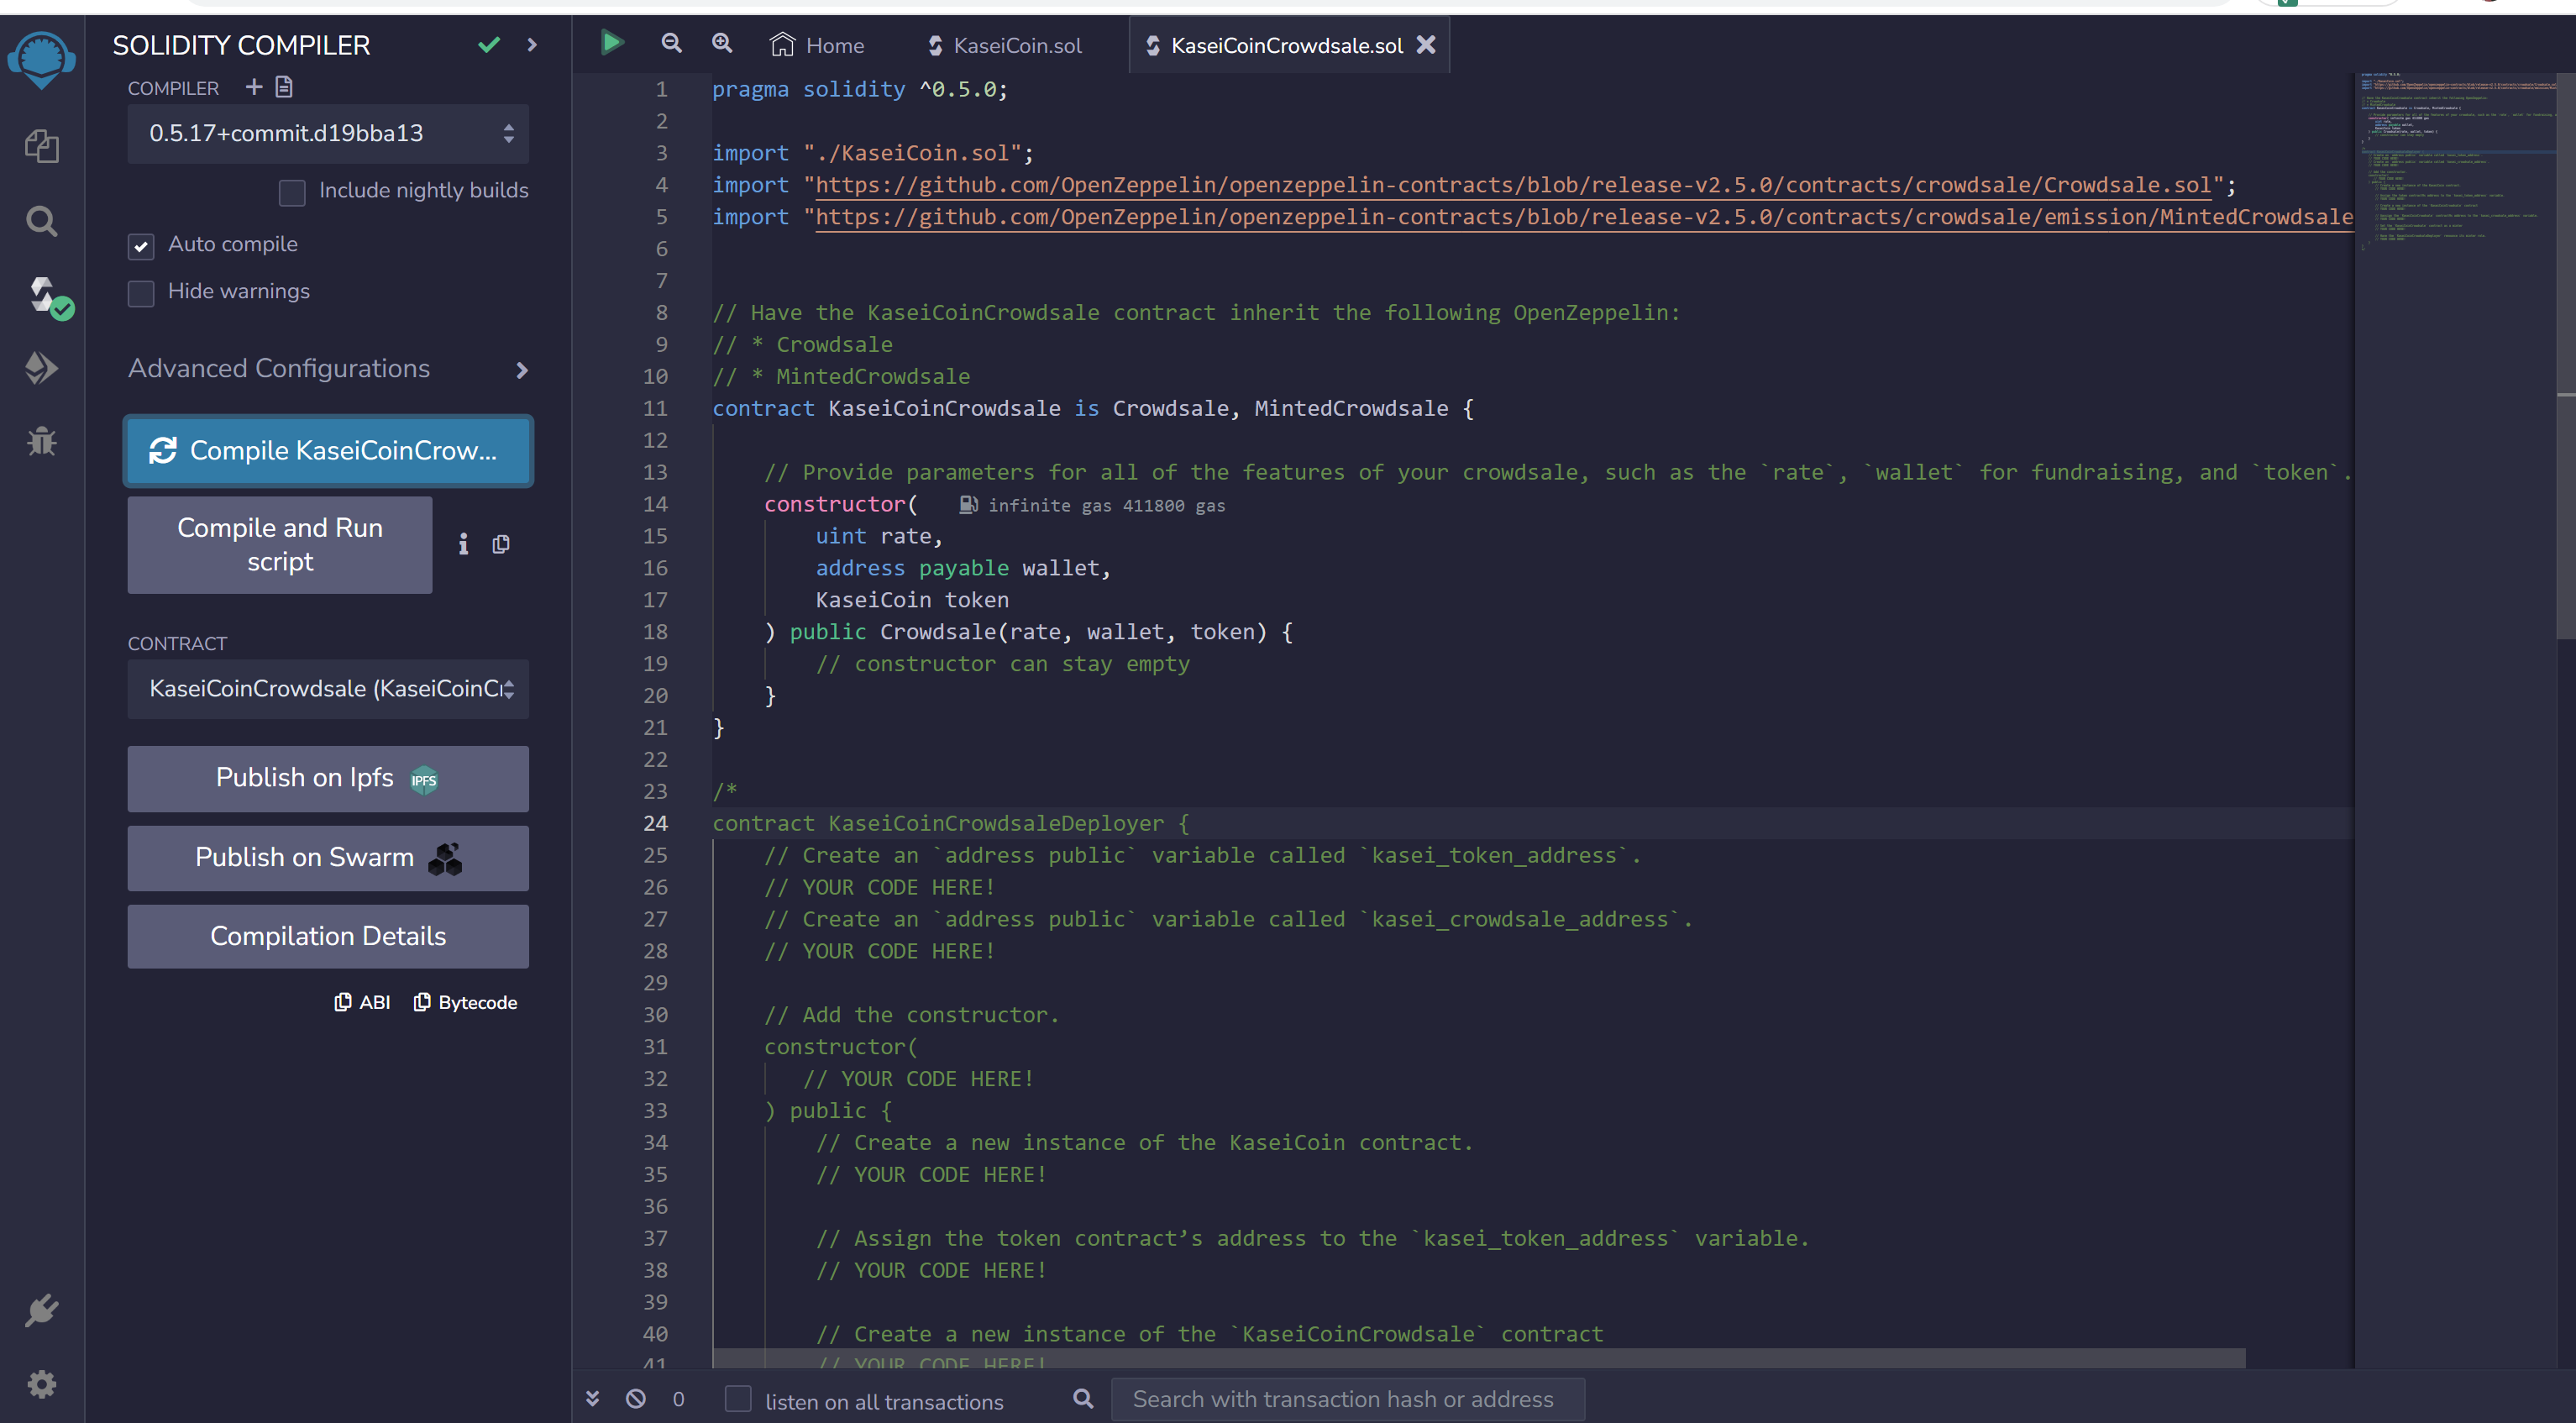 SOLIDITY COMPILER
COMPILER
0.5.17+commit.d19bba13
Include nightly builds
Auto compile
Hide warnings
Advanced Configurations
Compile KaseiCoinCrow...
Compile and Run
script
CONTRACT
KaseiCoinCrowdsale (KaseiCoinC
Publish on Ipfs
IPFS
Publish on Swarm
Compilation Details
ABI Bytecode
Home KaseiCoin.sol KaseiCoinCrowdsale.sol
1 pragma solidity ^0.5.0;
2
3 import "./KaseiCoin.sol";
4 import "https://github.com/OpenZeppelin/openzeppelin-contracts/blob/release-v2.5.0/contracts/crowdsale/Crowdsale.sol";
5 import "https://github.com/OpenZeppelin/openzeppelin-contracts/blob/release-v2.5.0/contracts/crowdsale/emission/MintedCrowdsale
6
7
8 // Have the KaseiCoinCrowdsale contract inherit the following OpenZeppelin:
9 // * Crowdsale
10 // * MintedCrowdsale
11 contract KaseiCoinCrowdsale is Crowdsale, MintedCrowdsale {
12
13 // Provide parameters for all of the features of your crowdsale, such as the `rate`, `wallet` for fundraising, and `token`.
14 constructor( infinite gas 411800 gas
15 uint rate,
16 address payable wallet,
17 KaseiCoin token
18 ) public Crowdsale(rate, wallet, token) {
19 // constructor can stay empty
20 }
21 }
22
23 /*
24 contract KaseiCoinCrowdsaleDeployer {
25 // Create an `address public` variable called `kasei_token_address`.
26 // YOUR CODE HERE!
27 // Create an `address public` variable called `kasei_crowdsale_address`.
28 // YOUR CODE HERE!
29
30 // Add the constructor.
31 constructor(
32 // YOUR CODE HERE!
33 ) public {
34 // Create a new instance of the KaseiCoin contract.
35 // YOUR CODE HERE!
36
37 // Assign the token contract’s address to the `kasei_token_address` variable.
38 // YOUR CODE HERE!
39
40 // Create a new instance of the `KaseiCoinCrowdsale` contract
41 // YOUR CODE HERE!
0 listen on all transactions Search with transaction hash or address